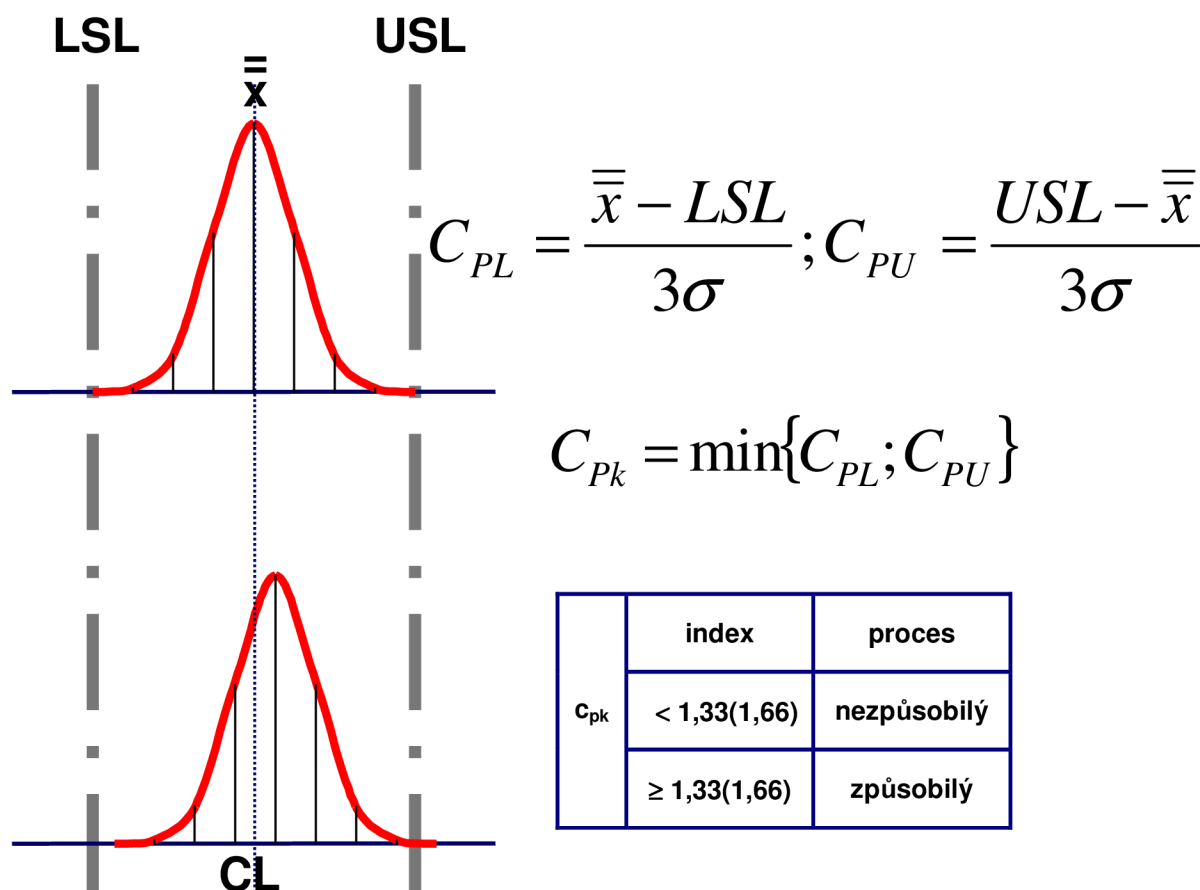 LSL USL
x̿
C_PL = (x̿ − LSL) / 3σ ; C_PU = (USL − x̿) / 3σ
C_Pk = min{C_PL; C_PU}
index proces
c_pk < 1,33(1,66) nezpůsobilý
≥ 1,33(1,66) způsobilý
CL